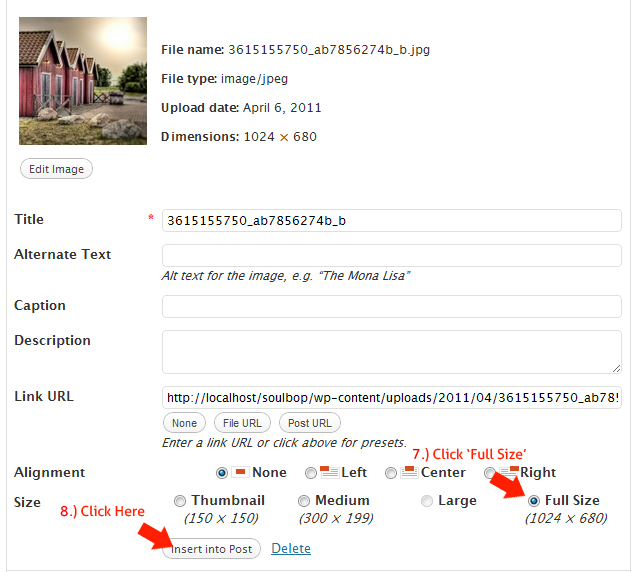 File name: 3615155750_ab7856274b_b.jpg
File type: image/jpeg
Upload date: April 6, 2011
Dimensions: 1024 × 680
Edit Image
Title * 3615155750_ab7856274b_b
Alternate Text
Alt text for the image, e.g. “The Mona Lisa”
Caption
Description
Link URL http://localhost/soulbop/wp-content/uploads/2011/04/3615155750_ab785
None File URL Post URL
Enter a link URL or click above for presets.
7.) Click ‘Full Size’
Alignment None Left Center Right
Size Thumbnail Medium Large Full Size
(150 × 150) (300 × 199) (1024 × 680)
8.) Click Here
Insert into Post Delete